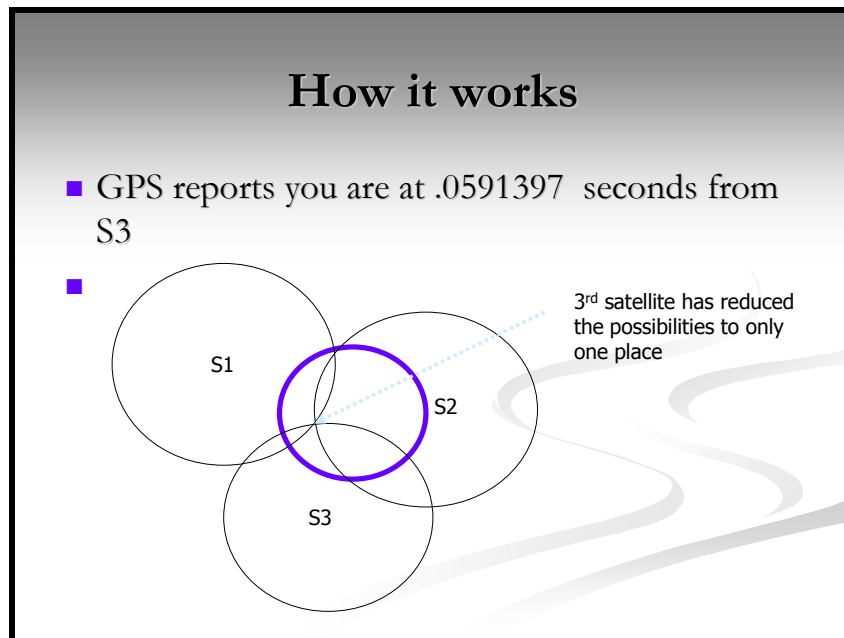 How it works
GPS reports you are at .0591397 seconds from
S3
3rd satellite has reduced
the possibilities to only
one place
S1
S2
S3